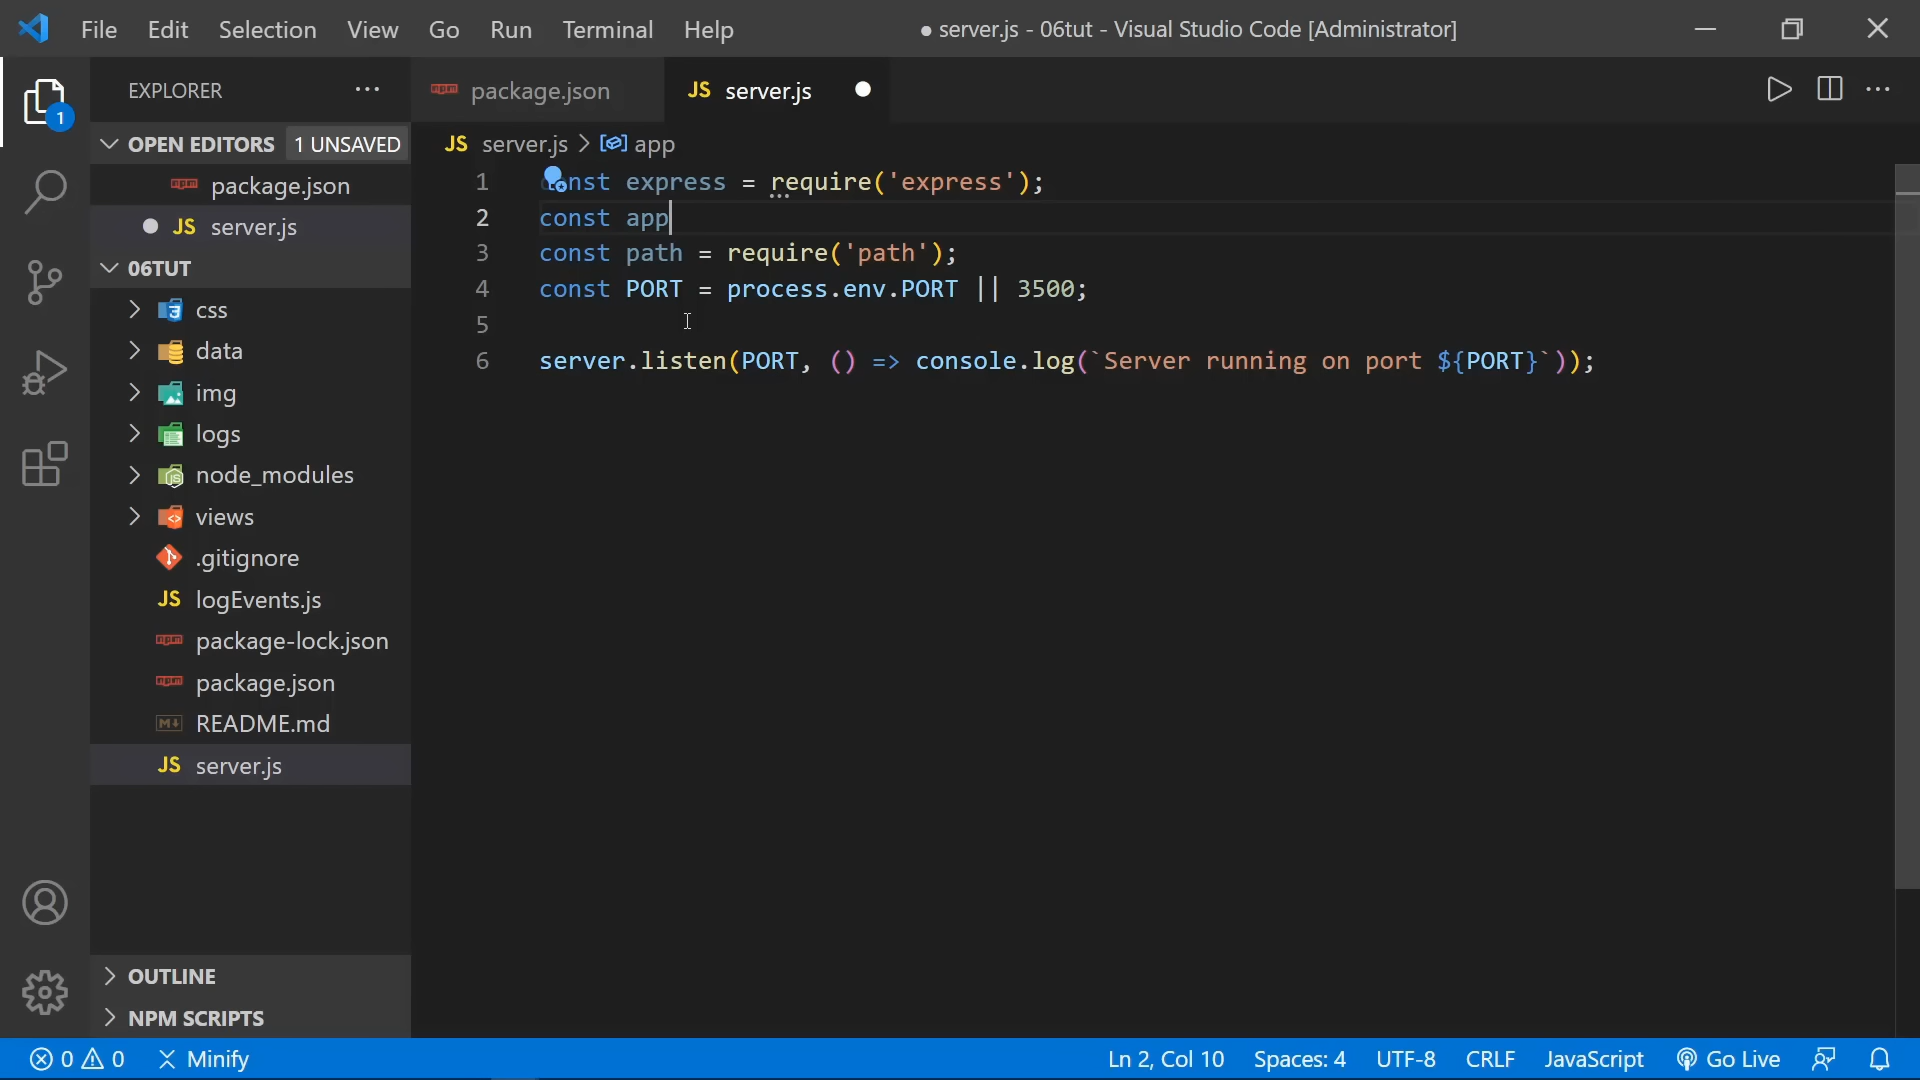 File Edit Selection View Go Run Terminal Help
● server.js - 06tut - Visual Studio Code [Administrator]
1
EXPLORER ···
OPEN EDITORS 1 UNSAVED
package.json
JS server.js
06TUT
css
data
img
logs
node_modules
views
.gitignore
JS logEvents.js
package-lock.json
package.json
README.md
JS server.js
OUTLINE
NPM SCRIPTS
package.json
JS server.js
JS server.js > app
1 const express = require('express');
2 const app
3 const path = require('path');
4 const PORT = process.env.PORT || 3500;
5
6 server.listen(PORT, () => console.log(`Server running on port ${PORT}`));
0 0 Minify
Ln 2, Col 10 Spaces: 4 UTF-8 CRLF JavaScript Go Live